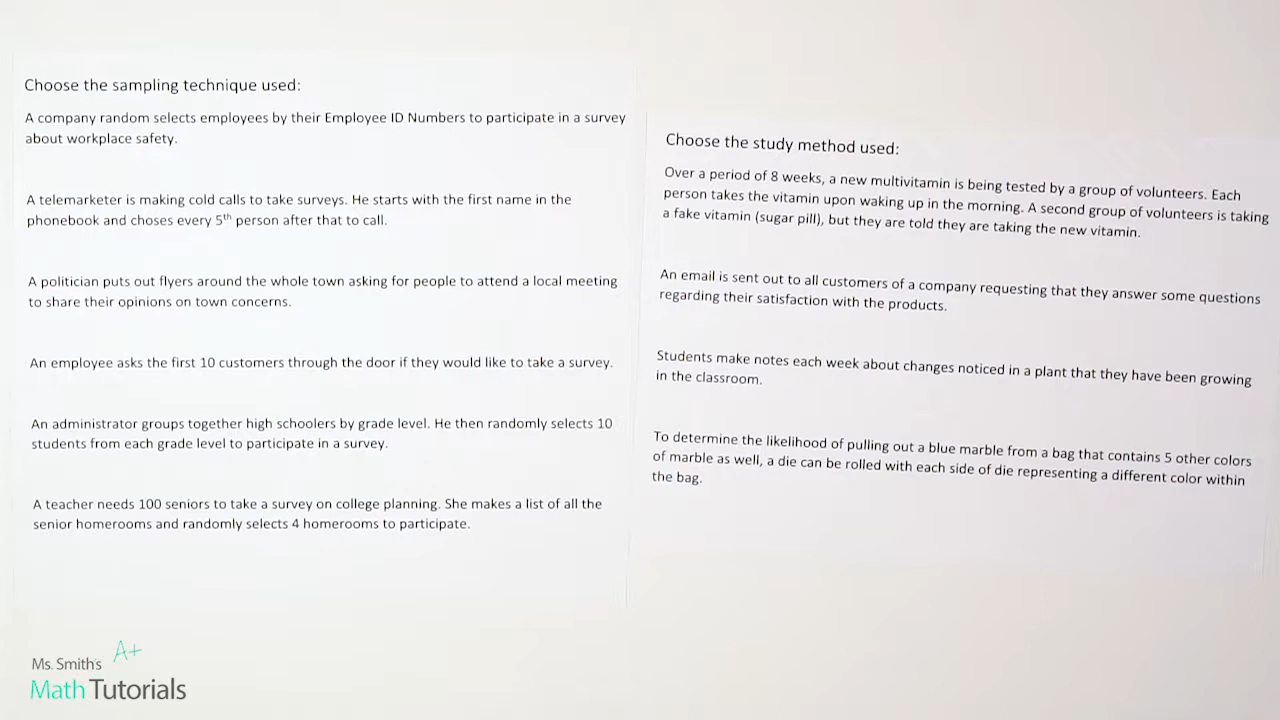 Choose the sampling technique used:
A company random selects employees by their Employee ID Numbers to participate in a survey
about workplace safety.
A telemarketer is making cold calls to take surveys. He starts with the first name in the
phonebook and choses every 5th person after that to call.
A politician puts out flyers around the whole town asking for people to attend a local meeting
to share their opinions on town concerns.
An employee asks the first 10 customers through the door if they would like to take a survey.
An administrator groups together high schoolers by grade level. He then randomly selects 10
students from each grade level to participate in a survey.
A teacher needs 100 seniors to take a survey on college planning. She makes a list of all the
senior homerooms and randomly selects 4 homerooms to participate.
Choose the study method used:
Over a period of 8 weeks, a new multivitamin is being tested by a group of volunteers. Each
person takes the vitamin upon waking up in the morning. A second group of volunteers is taking
a fake vitamin (sugar pill), but they are told they are taking the new vitamin.
An email is sent out to all customers of a company requesting that they answer some questions
regarding their satisfaction with the products.
Students make notes each week about changes noticed in a plant that they have been growing
in the classroom.
To determine the likelihood of pulling out a blue marble from a bag that contains 5 other colors
of marble as well, a die can be rolled with each side of die representing a different color within
the bag.
A+
Ms. Smith's
Math Tutorials